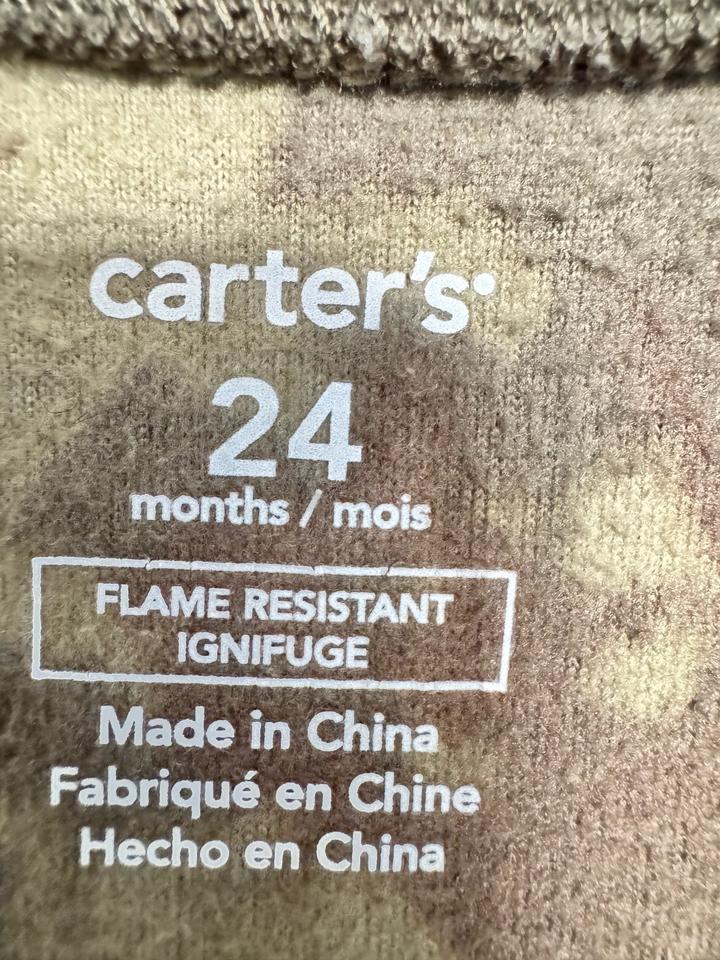 carter's
24
months / mois
FLAME RESISTANT
IGNIFUGE
Made in China
Fabriqué en Chine
Hecho en China